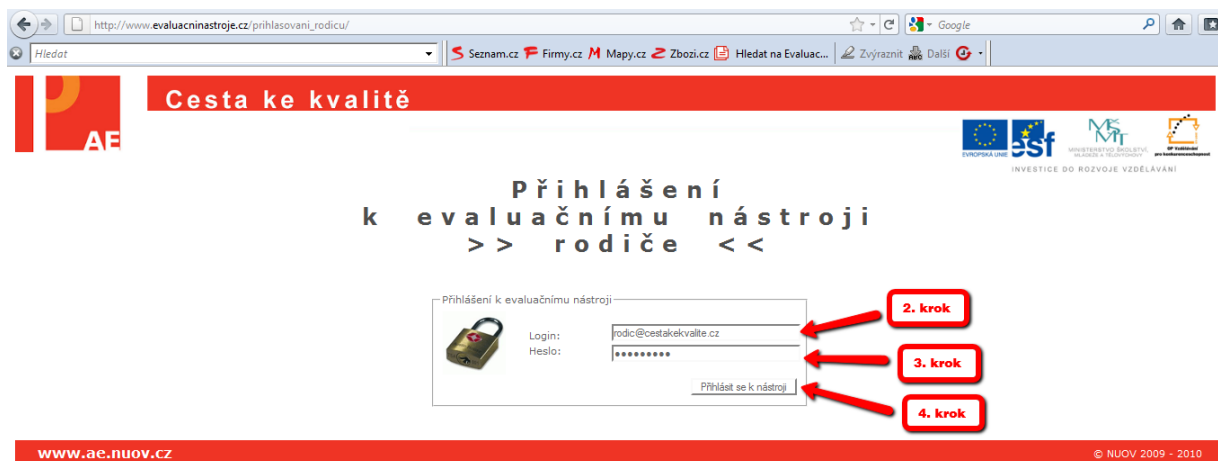 http://www.evaluacninastroje.cz/prihlasovani_rodicu/
Google
Hledat
Seznam.cz Firmy.cz Mapy.cz Zbozi.cz Hledat na Evaluac... Zvýraznit Další
Cesta ke kvalitě
AE
EVROPSKÁ UNIE
esf
MINISTERSTVO ŠKOLSTVÍ,
MLÁDEŽE A TĚLOVÝCHOVY
OP Vzdělávání
pro konkurenceschopnost
INVESTICE DO ROZVOJE VZDĚLÁVÁNÍ
Přihlášení
k evaluačnímu nástroji
>> rodiče <<
Přihlášení k evaluačnímu nástroji
2. krok
Login: rodic@cestakekvalite.cz
Heslo: •••••••••
3. krok
Přihlásit se k nástroji
4. krok
www.ae.nuov.cz
© NUOV 2009 - 2010